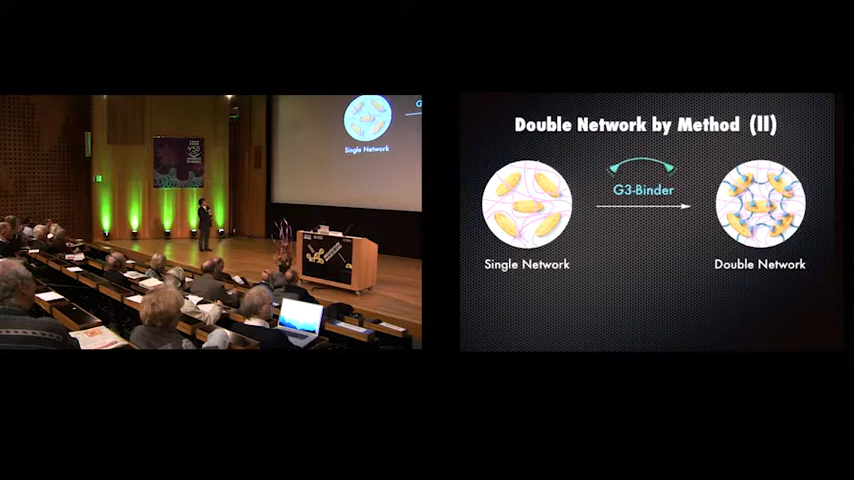 Single Network
Double Network by Method (II)
G3-Binder
Single Network
Double Network